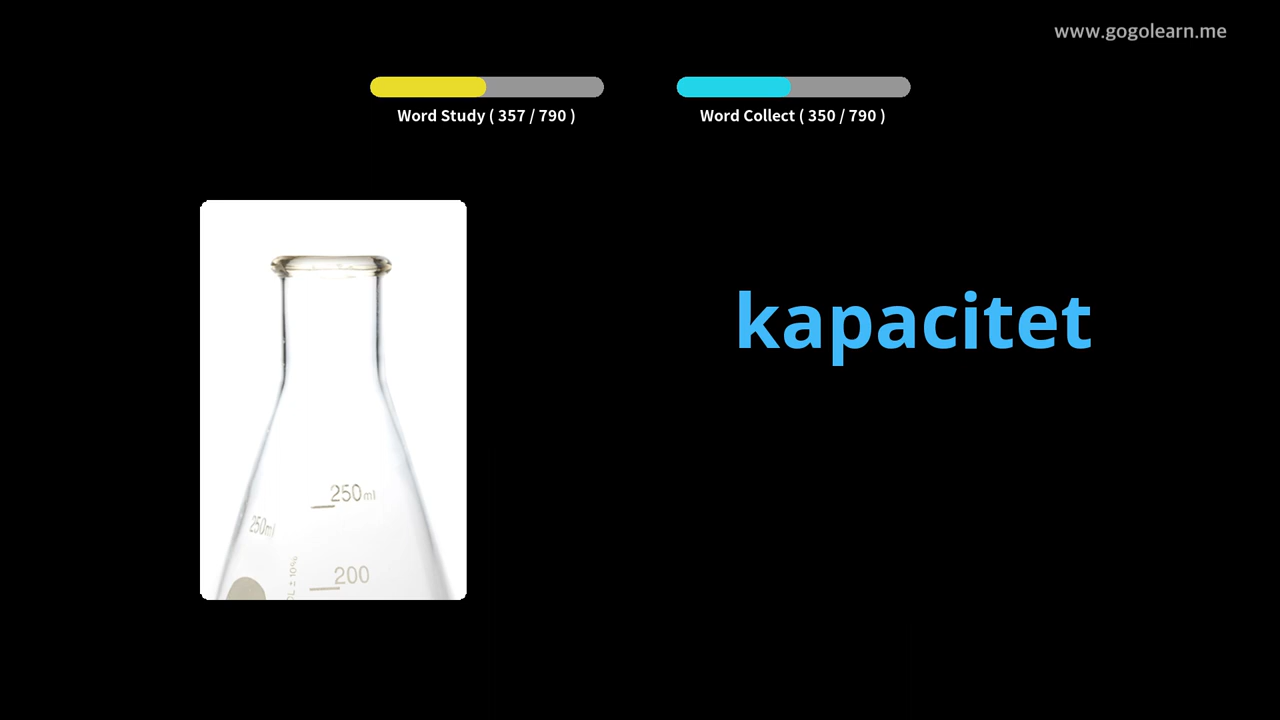 www.gogolearn.me
Word Study ( 357 / 790 )
Word Collect ( 350 / 790 )
kapacitet
250ml
250ml
200